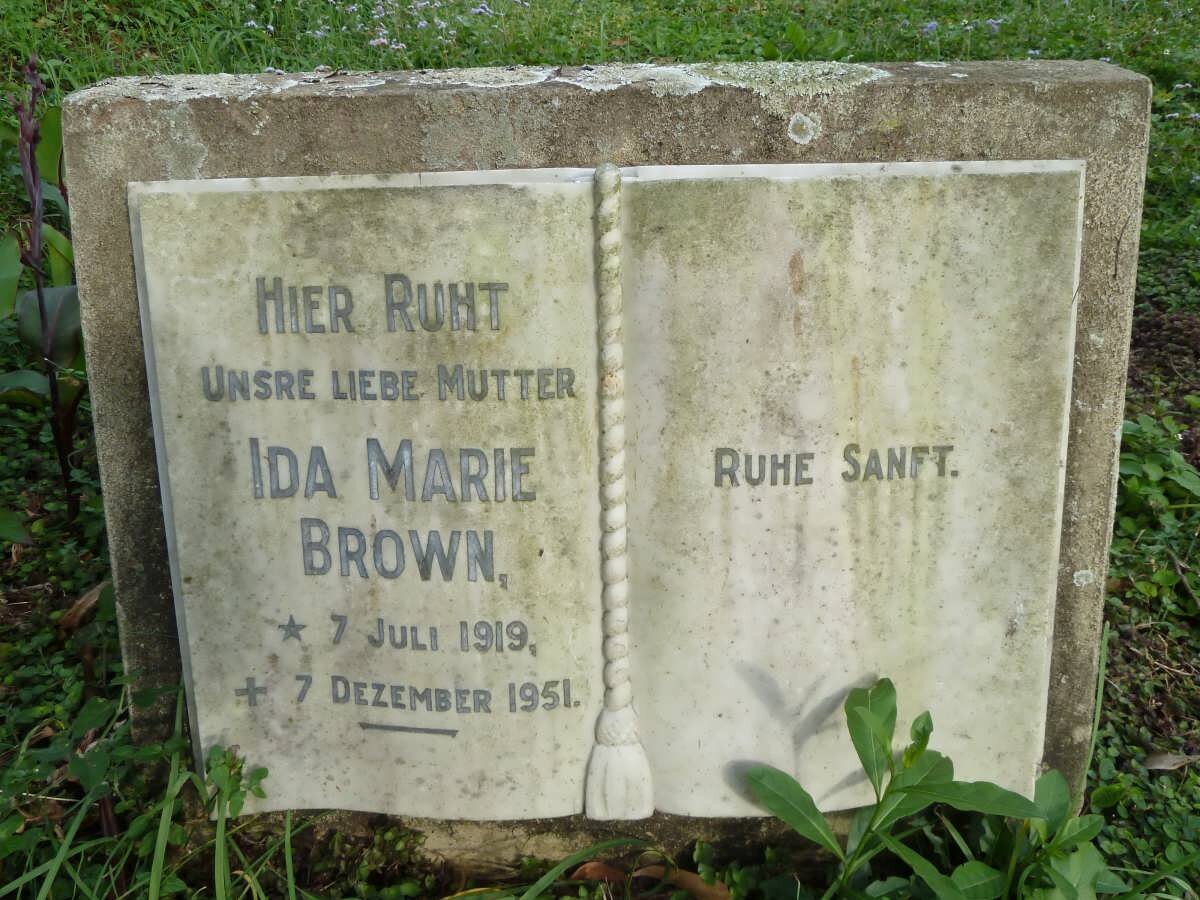 HIER RUHT
UNSRE LIEBE MUTTER
IDA MARIE
BROWN,
★ 7 JULI 1919,
+ 7 DEZEMBER 1951.
RUHE SANFT.